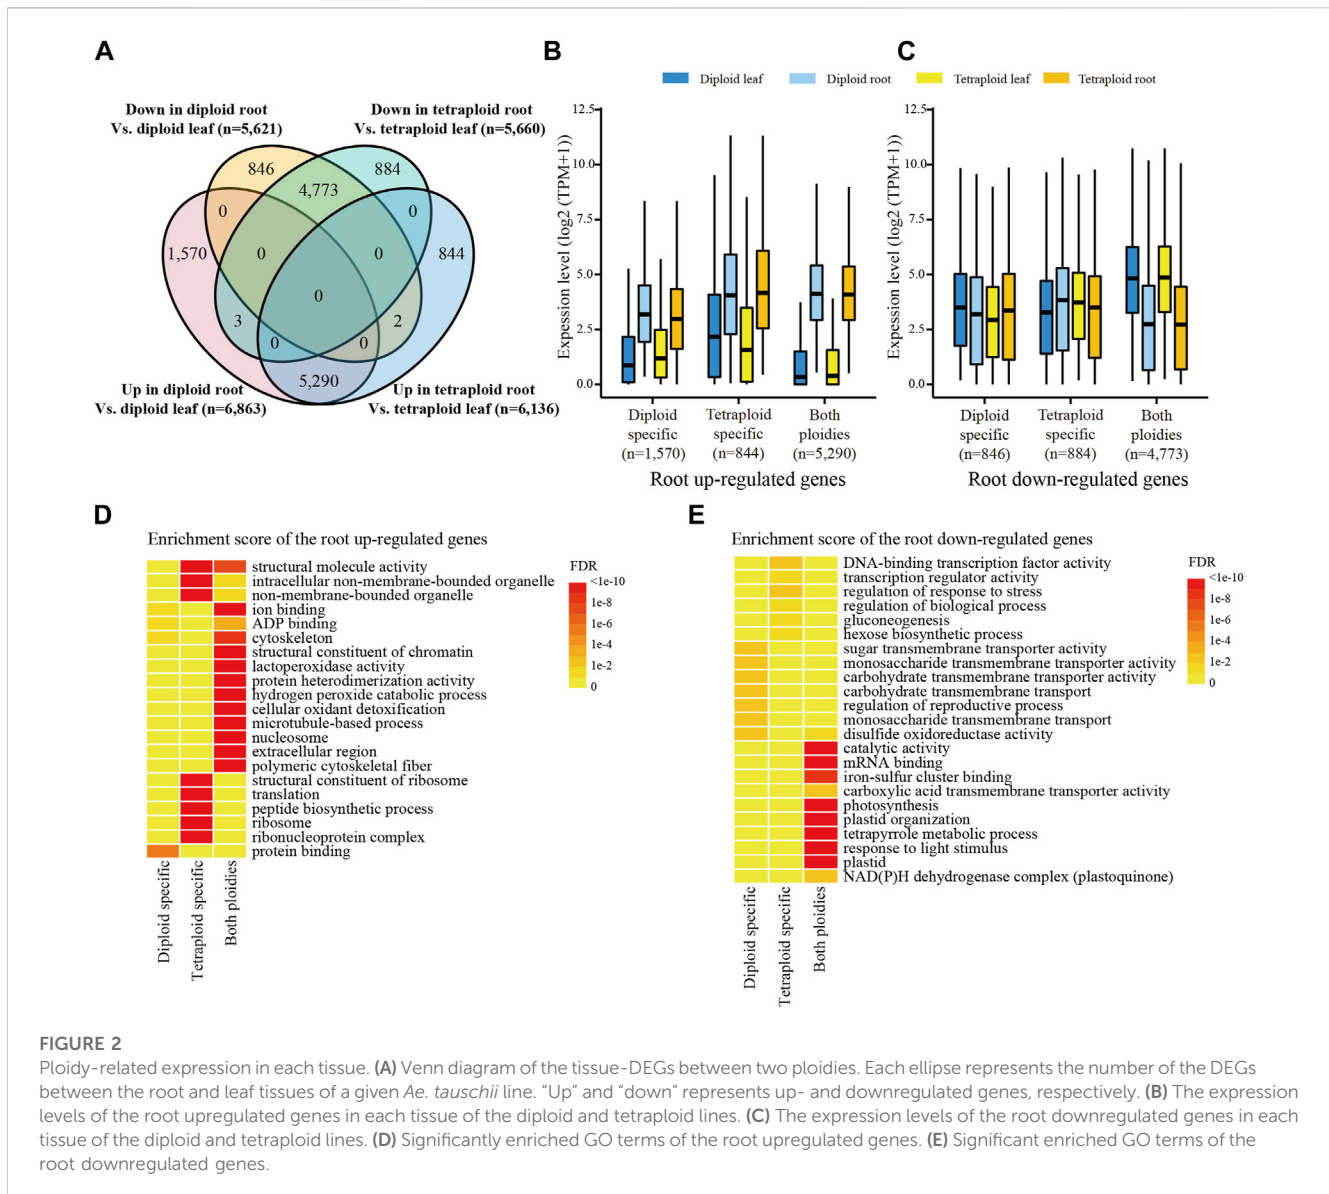 A
Down in diploid root
Vs. diploid leaf (n=5,621)
Down in tetraploid root
Vs. tetraploid leaf (n=5,660)
846
884
4,773
0
0
1,570
0
0
844
0
3
2
0
0
5,290
Up in diploid root
Vs. diploid leaf (n=6,863)
Up in tetraploid root
Vs. tetraploid leaf (n=6,136)
B
C
Diploid leaf
Diploid root
Tetraploid leaf
Tetraploid root
Expession level (log2 (TPM+1))
12.5
10.0
7.5
5.0
2.5
0.0
Diploid
specific
(n=1,570)
Tetraploid
specific
(n=844)
Both
ploidies
(n=5,290)
Root up-regulated genes
Expession level (log2 (TPM+1))
12.5
10.0
7.5
5.0
2.5
0.0
Diploid
specific
(n=846)
Tetraploid
specific
(n=884)
Both
ploidies
(n=4,773)
Root down-regulated genes
D
Enrichment score of the root up-regulated genes
structural molecule activity
intracellular non-membrane-bounded organelle
non-membrane-bounded organelle
ion binding
ADP binding
cytoskeleton
structural constituent of chromatin
lactoperoxidase activity
protein heterodimerization activity
hydrogen peroxide catabolic process
cellular oxidant detoxification
microtubule-based process
nucleosome
extracellular region
polymeric cytoskeletal fiber
structural constituent of ribosome
translation
peptide biosynthetic process
ribosome
ribonucleoprotein complex
protein binding
Diploid specific
Tetraploid specific
Both ploidies
FDR
<1e-10
1e-8
1e-6
1e-4
1e-2
0
E
Enrichment score of the root down-regulated genes
DNA-binding transcription factor activity
transcription regulator activity
regulation of response to stress
regulation of biological process
gluconeogenesis
hexose biosynthetic process
sugar transmembrane transporter activity
monosaccharide transmembrane transporter activity
carbohydrate transmembrane transporter activity
carbohydrate transmembrane transport
regulation of reproductive process
monosaccharide transmembrane transport
disulfide oxidoreductase activity
catalytic activity
mRNA binding
iron-sulfur cluster binding
carboxylic acid transmembrane transporter activity
photosynthesis
plastid organization
tetrapyrrole metabolic process
response to light stimulus
plastid
NAD(P)H dehydrogenase complex (plastoquinone)
Diploid specific
Tetraploid specific
Both ploidies
FDR
<1e-10
1e-8
1e-6
1e-4
1e-2
0
FIGURE 2
Ploidy-related expression in each tissue. (A) Venn diagram of the tissue-DEGs between two ploidies. Each ellipse represents the number of the DEGs
between the root and leaf tissues of a given Ae. tauschii line. “Up” and “down” represents up- and downregulated genes, respectively. (B) The expression
levels of the root upregulated genes in each tissue of the diploid and tetraploid lines. (C) The expression levels of the root downregulated genes in each
tissue of the diploid and tetraploid lines. (D) Significantly enriched GO terms of the root upregulated genes. (E) Significant enriched GO terms of the
root downregulated genes.